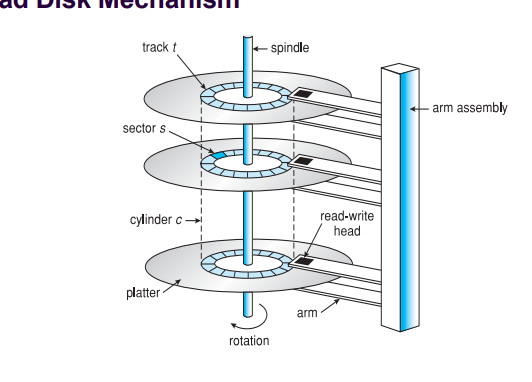 ad Disk Mechanism
track t
spindle
arm assembly
sector s
cylinder c
read-write
head
platter
arm
rotation